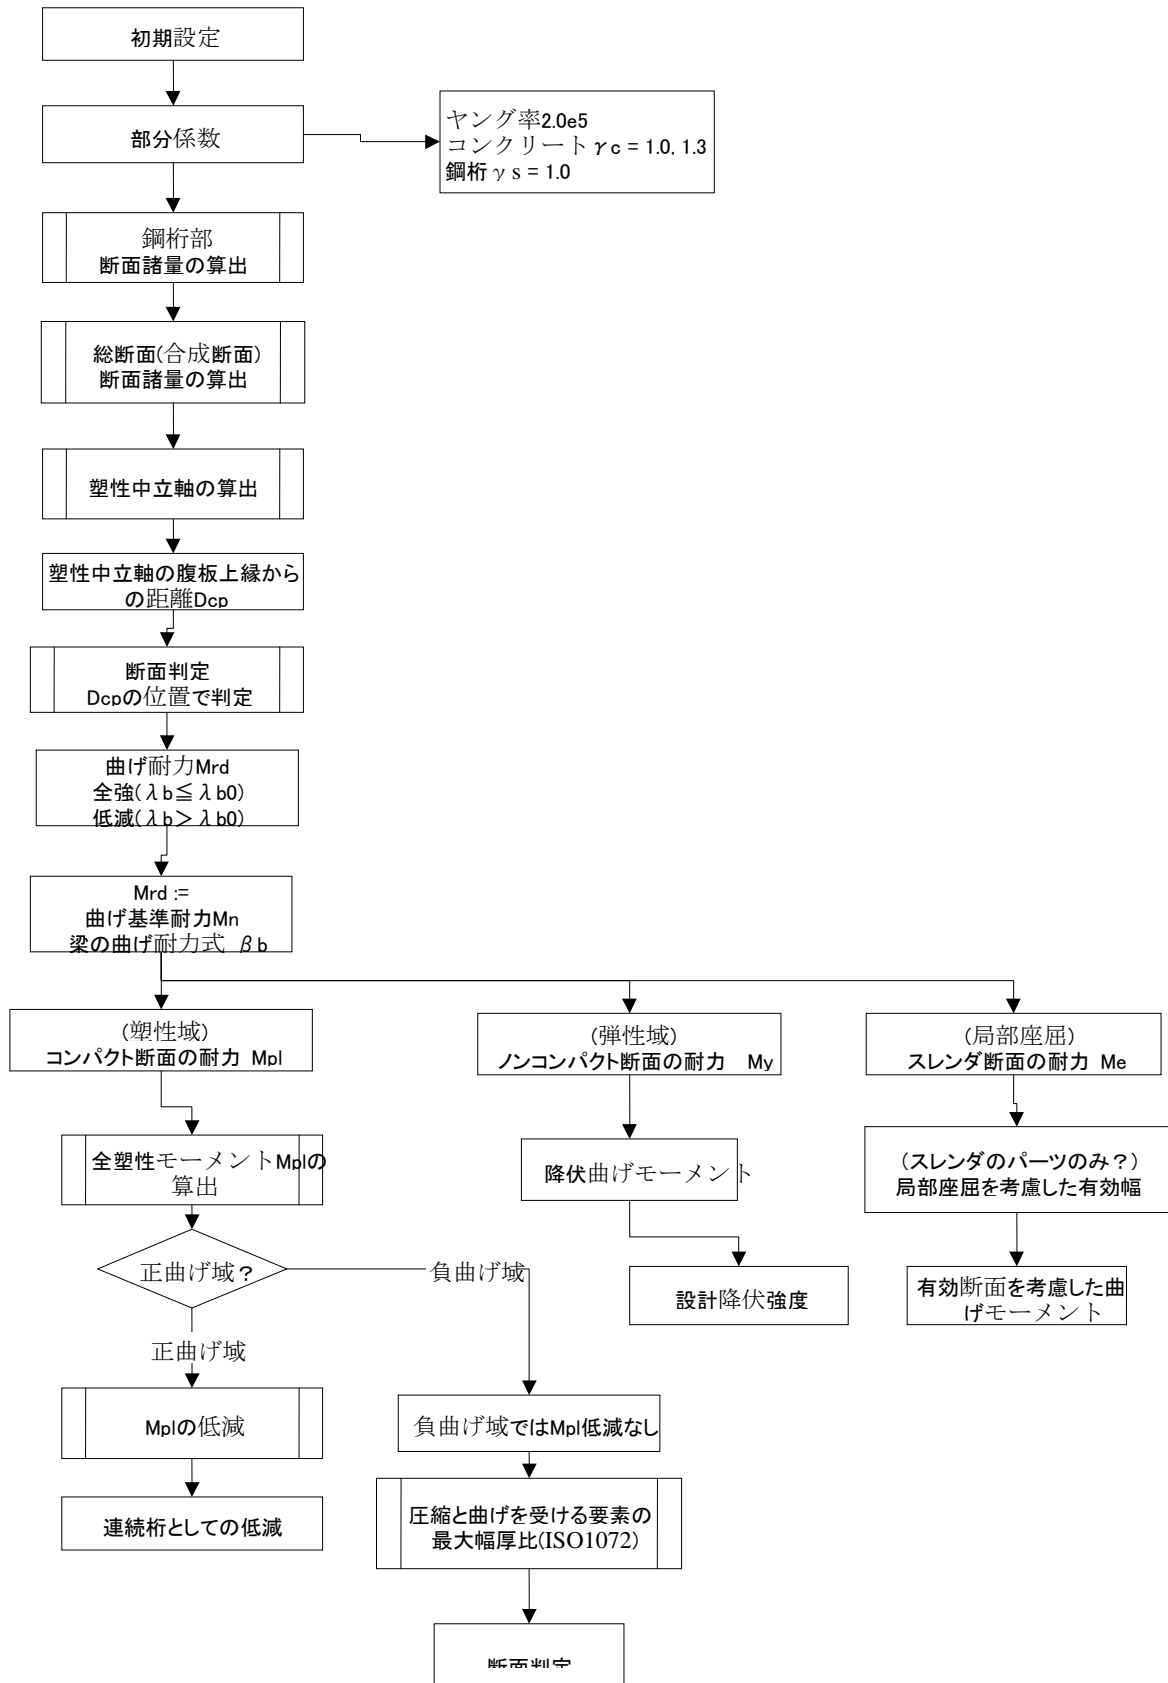 初期設定
部分係数
ヤング率2.0e5
コンクリートγc = 1.0, 1.3
鋼桁γs = 1.0
鋼桁部
断面諸量の算出
総断面(合成断面)
断面諸量の算出
塑性中立軸の算出
塑性中立軸の腹板上縁から
の距離Dcp
断面判定
Dcpの位置で判定
曲げ耐力Mrd
全強(λb≦λb0)
低減(λb＞λb0)
Mrd :=
曲げ基準耐力Mn
梁の曲げ耐力式 βb
(塑性域)
コンパクト断面の耐力 Mpl
(弾性域)
ノンコンパクト断面の耐力 My
(局部座屈)
スレンダ断面の耐力 Me
全塑性モーメントMplの
算出
降伏曲げモーメント
(スレンダのパーツのみ？)
局部座屈を考慮した有効幅
正曲げ域？
負曲げ域
設計降伏強度
有効断面を考慮した曲
げモーメント
正曲げ域
Mplの低減
負曲げ域ではMpl低減なし
連続桁としての低減
圧縮と曲げを受ける要素の
最大幅厚比(ISO1072)
断面判定